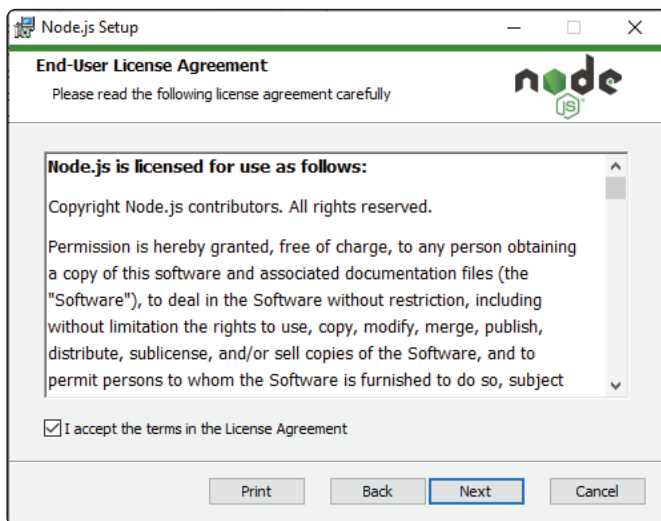 Node.js Setup
End-User License Agreement
Please read the following license agreement carefully
node
JS
Node.js is licensed for use as follows:
Copyright Node.js contributors. All rights reserved.
Permission is hereby granted, free of charge, to any person obtaining
a copy of this software and associated documentation files (the
"Software"), to deal in the Software without restriction, including
without limitation the rights to use, copy, modify, merge, publish,
distribute, sublicense, and/or sell copies of the Software, and to
permit persons to whom the Software is furnished to do so, subject
I accept the terms in the License Agreement
Print Back Next Cancel